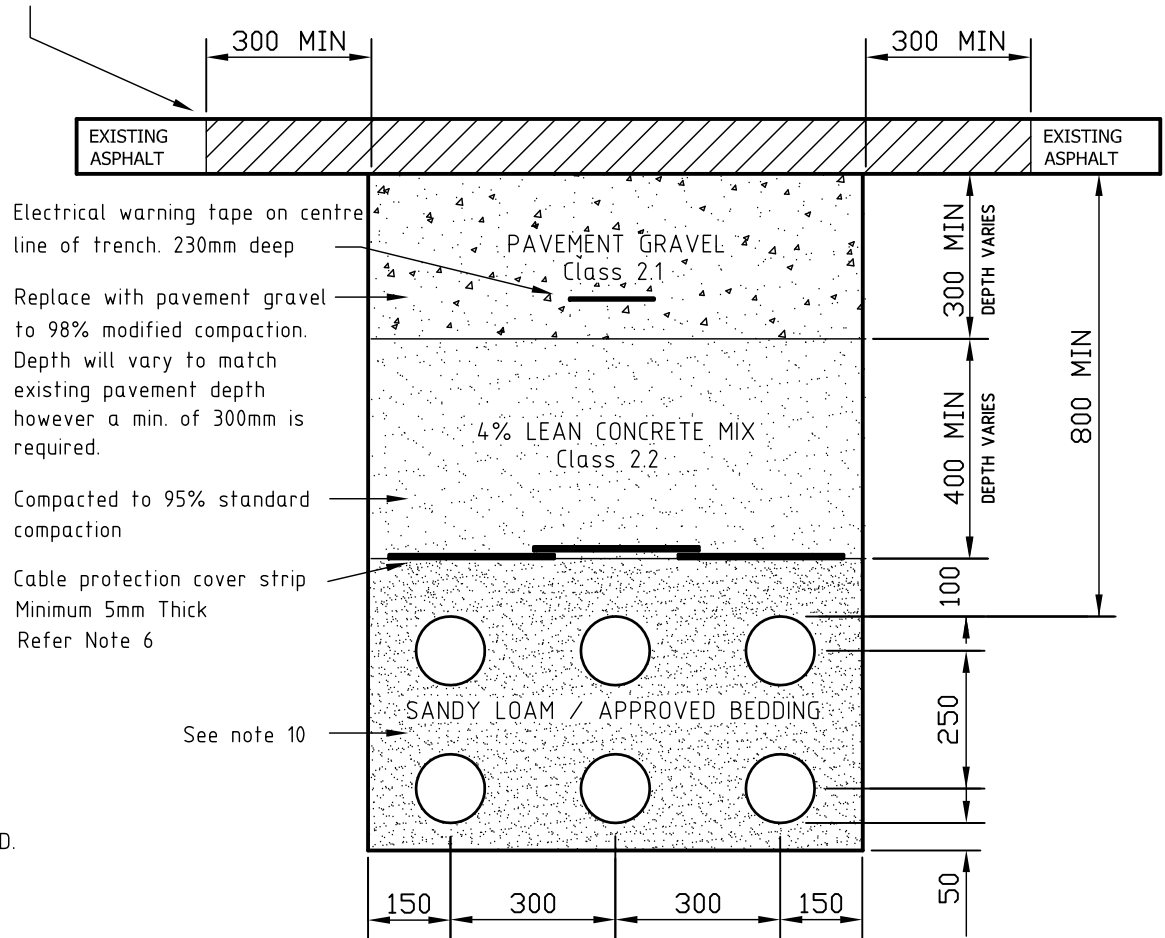 300 MIN
300 MIN
EXISTING
ASPHALT
EXISTING
ASPHALT
Electrical warning tape on centre
line of trench. 230mm deep
PAVEMENT GRAVEL
Class 2.1
Replace with pavement gravel
to 98% modified compaction.
Depth will vary to match
existing pavement depth
however a min. of 300mm is
required.
300 MIN
DEPTH VARIES
800 MIN
4% LEAN CONCRETE MIX
Class 2.2
400 MIN
DEPTH VARIES
Compacted to 95% standard
compaction
Cable protection cover strip
Minimum 5mm Thick
Refer Note 6
100
SANDY LOAM / APPROVED BEDDING
250
See note 10
D.
50
150
300
300
150